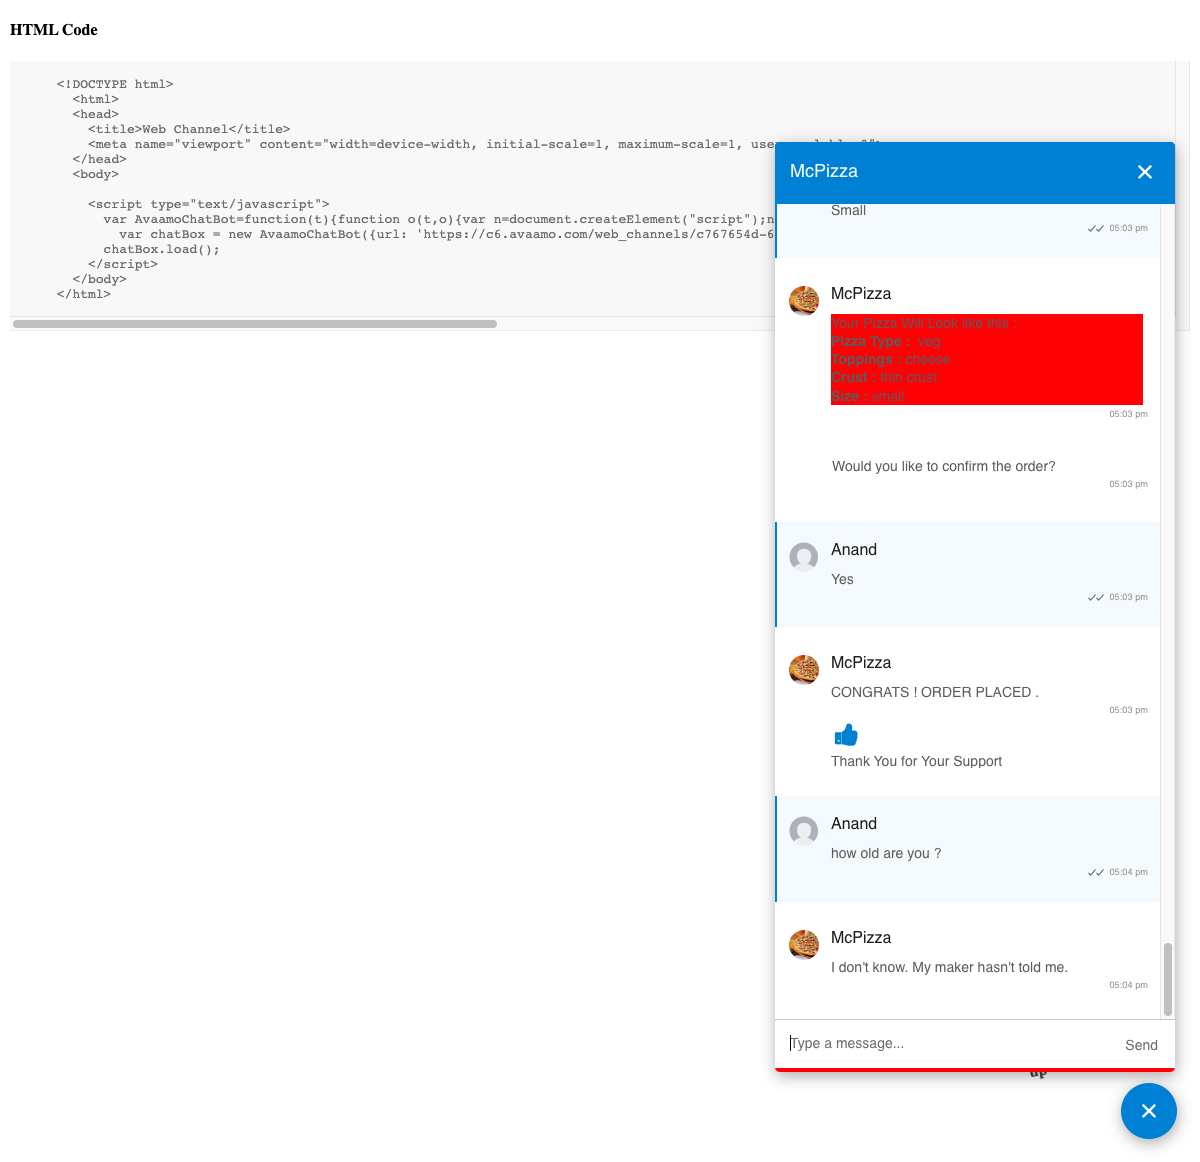 HTML Code
<!DOCTYPE html>
<html>
<head>
<title>Web Channel</title>
<meta name="viewport" content="width=device-width, initial-scale=1, maximum-scale=1,
</head>
<body>
<script type="text/javascript">
var AvaamoChatBot=function(t){function o(t,o){var n=document.createElement("script");n
var chatBox = new AvaamoChatBot({url: 'https://c6.avaamo.com/web_channels/c767654d-6
chatBox.load();
</script>
</body>
</html>
McPizza
Small
05:03 pm
McPizza
Your Pizza Will Look like this :
Pizza Type : veg
Toppings : cheese
Crust : thin crust
Size : small
05:03 pm
Would you like to confirm the order?
05:03 pm
Anand
Yes
05:03 pm
McPizza
CONGRATS ! ORDER PLACED .
05:03 pm
Thank You for Your Support
Anand
how old are you ?
05:04 pm
McPizza
I don't know. My maker hasn't told me.
05:04 pm
Type a message...
Send
up